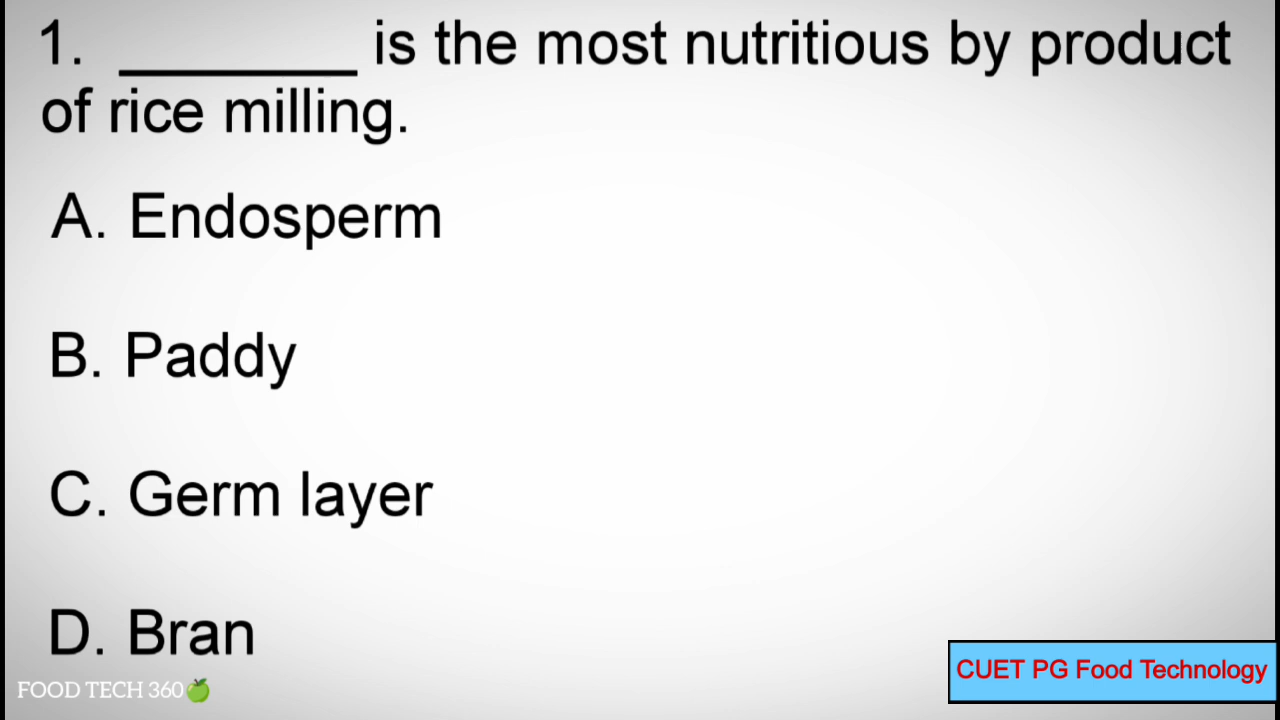 1. ________ is the most nutritious by product
of rice milling.
A. Endosperm
B. Paddy
C. Germ layer
D. Bran
FOOD TECH 360🍏
CUET PG Food Technology